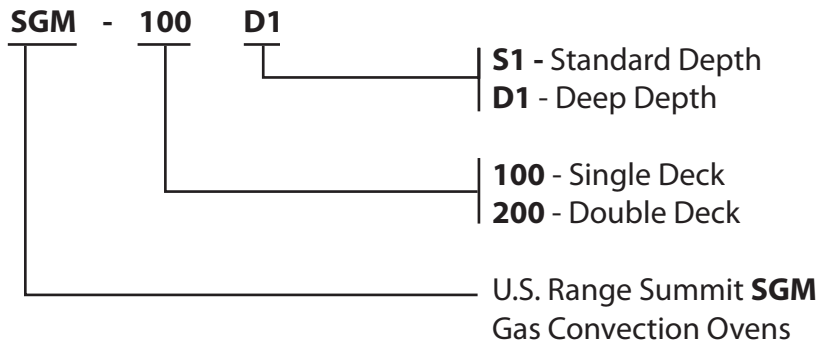 SGM - 100 D1
S1 - Standard Depth
D1 - Deep Depth
100 - Single Deck
200 - Double Deck
U.S. Range Summit SGM
Gas Convection Ovens